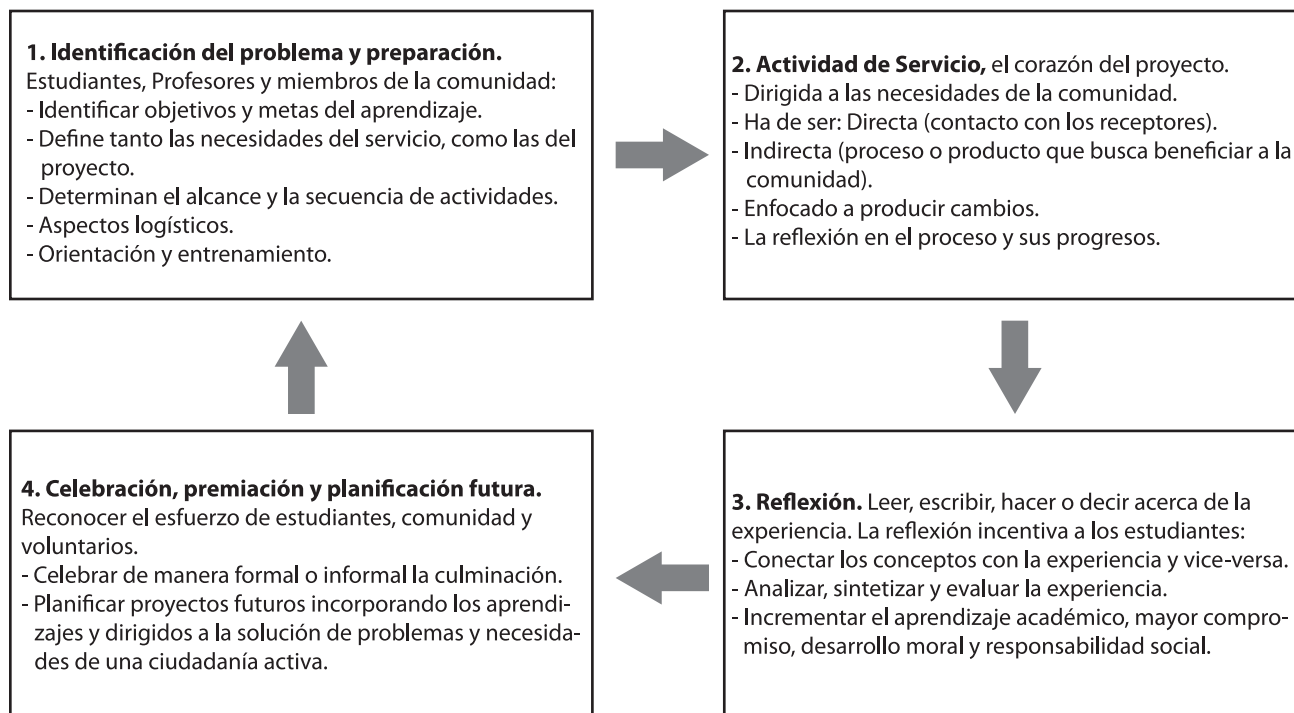 1. Identificación del problema y preparación.
Estudiantes, Profesores y miembros de la comunidad:
- Identificar objetivos y metas del aprendizaje.
- Define tanto las necesidades del servicio, como las del
proyecto.
- Determinan el alcance y la secuencia de actividades.
- Aspectos logísticos.
- Orientación y entrenamiento.
2. Actividad de Servicio, el corazón del proyecto.
- Dirigida a las necesidades de la comunidad.
- Ha de ser: Directa (contacto con los receptores).
- Indirecta (proceso o producto que busca beneficiar a la
comunidad).
- Enfocado a producir cambios.
- La reflexión en el proceso y sus progresos.
3. Reflexión. Leer, escribir, hacer o decir acerca de la
experiencia. La reflexión incentiva a los estudiantes:
- Conectar los conceptos con la experiencia y vice-versa.
- Analizar, sintetizar y evaluar la experiencia.
- Incrementar el aprendizaje académico, mayor compro-
miso, desarrollo moral y responsabilidad social.
4. Celebración, premiación y planificación futura.
Reconocer el esfuerzo de estudiantes, comunidad y
voluntarios.
- Celebrar de manera formal o informal la culminación.
- Planificar proyectos futuros incorporando los aprendi-
zajes y dirigidos a la solución de problemas y necesida-
des de una ciudadanía activa.